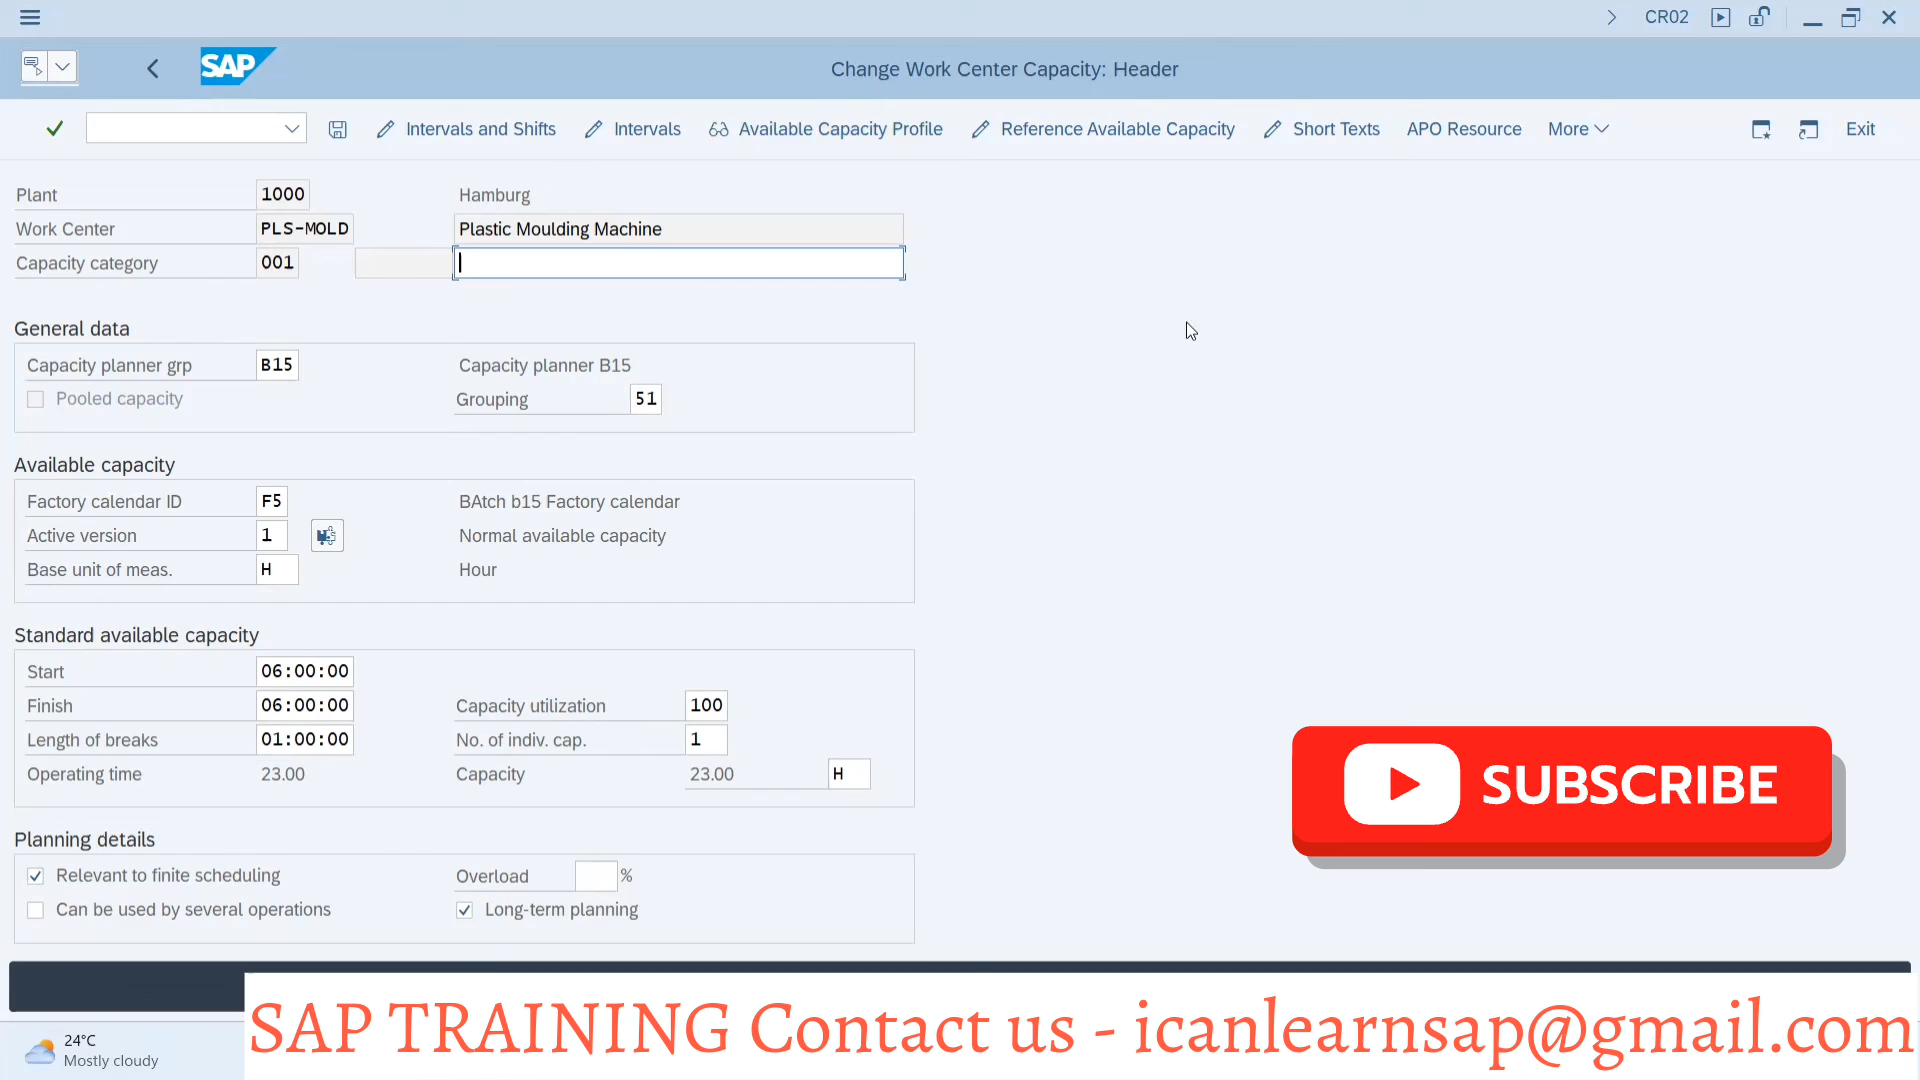 CR02
SAP
Change Work Center Capacity: Header
Intervals and Shifts Intervals Available Capacity Profile Reference Available Capacity Short Texts APO Resource More Exit
Plant 1000 Hamburg
Work Center PLS-MOLD Plastic Moulding Machine
Capacity category 001
General data
Capacity planner grp B15 Capacity planner B15
Pooled capacity Grouping 51
Available capacity
Factory calendar ID F5 BAtch b15 Factory calendar
Active version 1 Normal available capacity
Base unit of meas. H Hour
Standard available capacity
Start 06:00:00
Finish 06:00:00 Capacity utilization 100
Length of breaks 01:00:00 No. of indiv. cap. 1
Operating time 23.00 Capacity 23.00 H
SUBSCRIBE
Planning details
Relevant to finite scheduling Overload %
Can be used by several operations Long-term planning
SAP TRAINING Contact us - icanlearnsap@gmail.com
24°C
Mostly cloudy